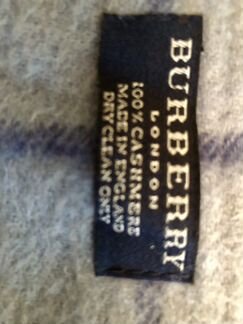 BURBERRY
LONDON
100% CASHMERE
MADE IN ENGLAND
DRY CLEAN ONLY